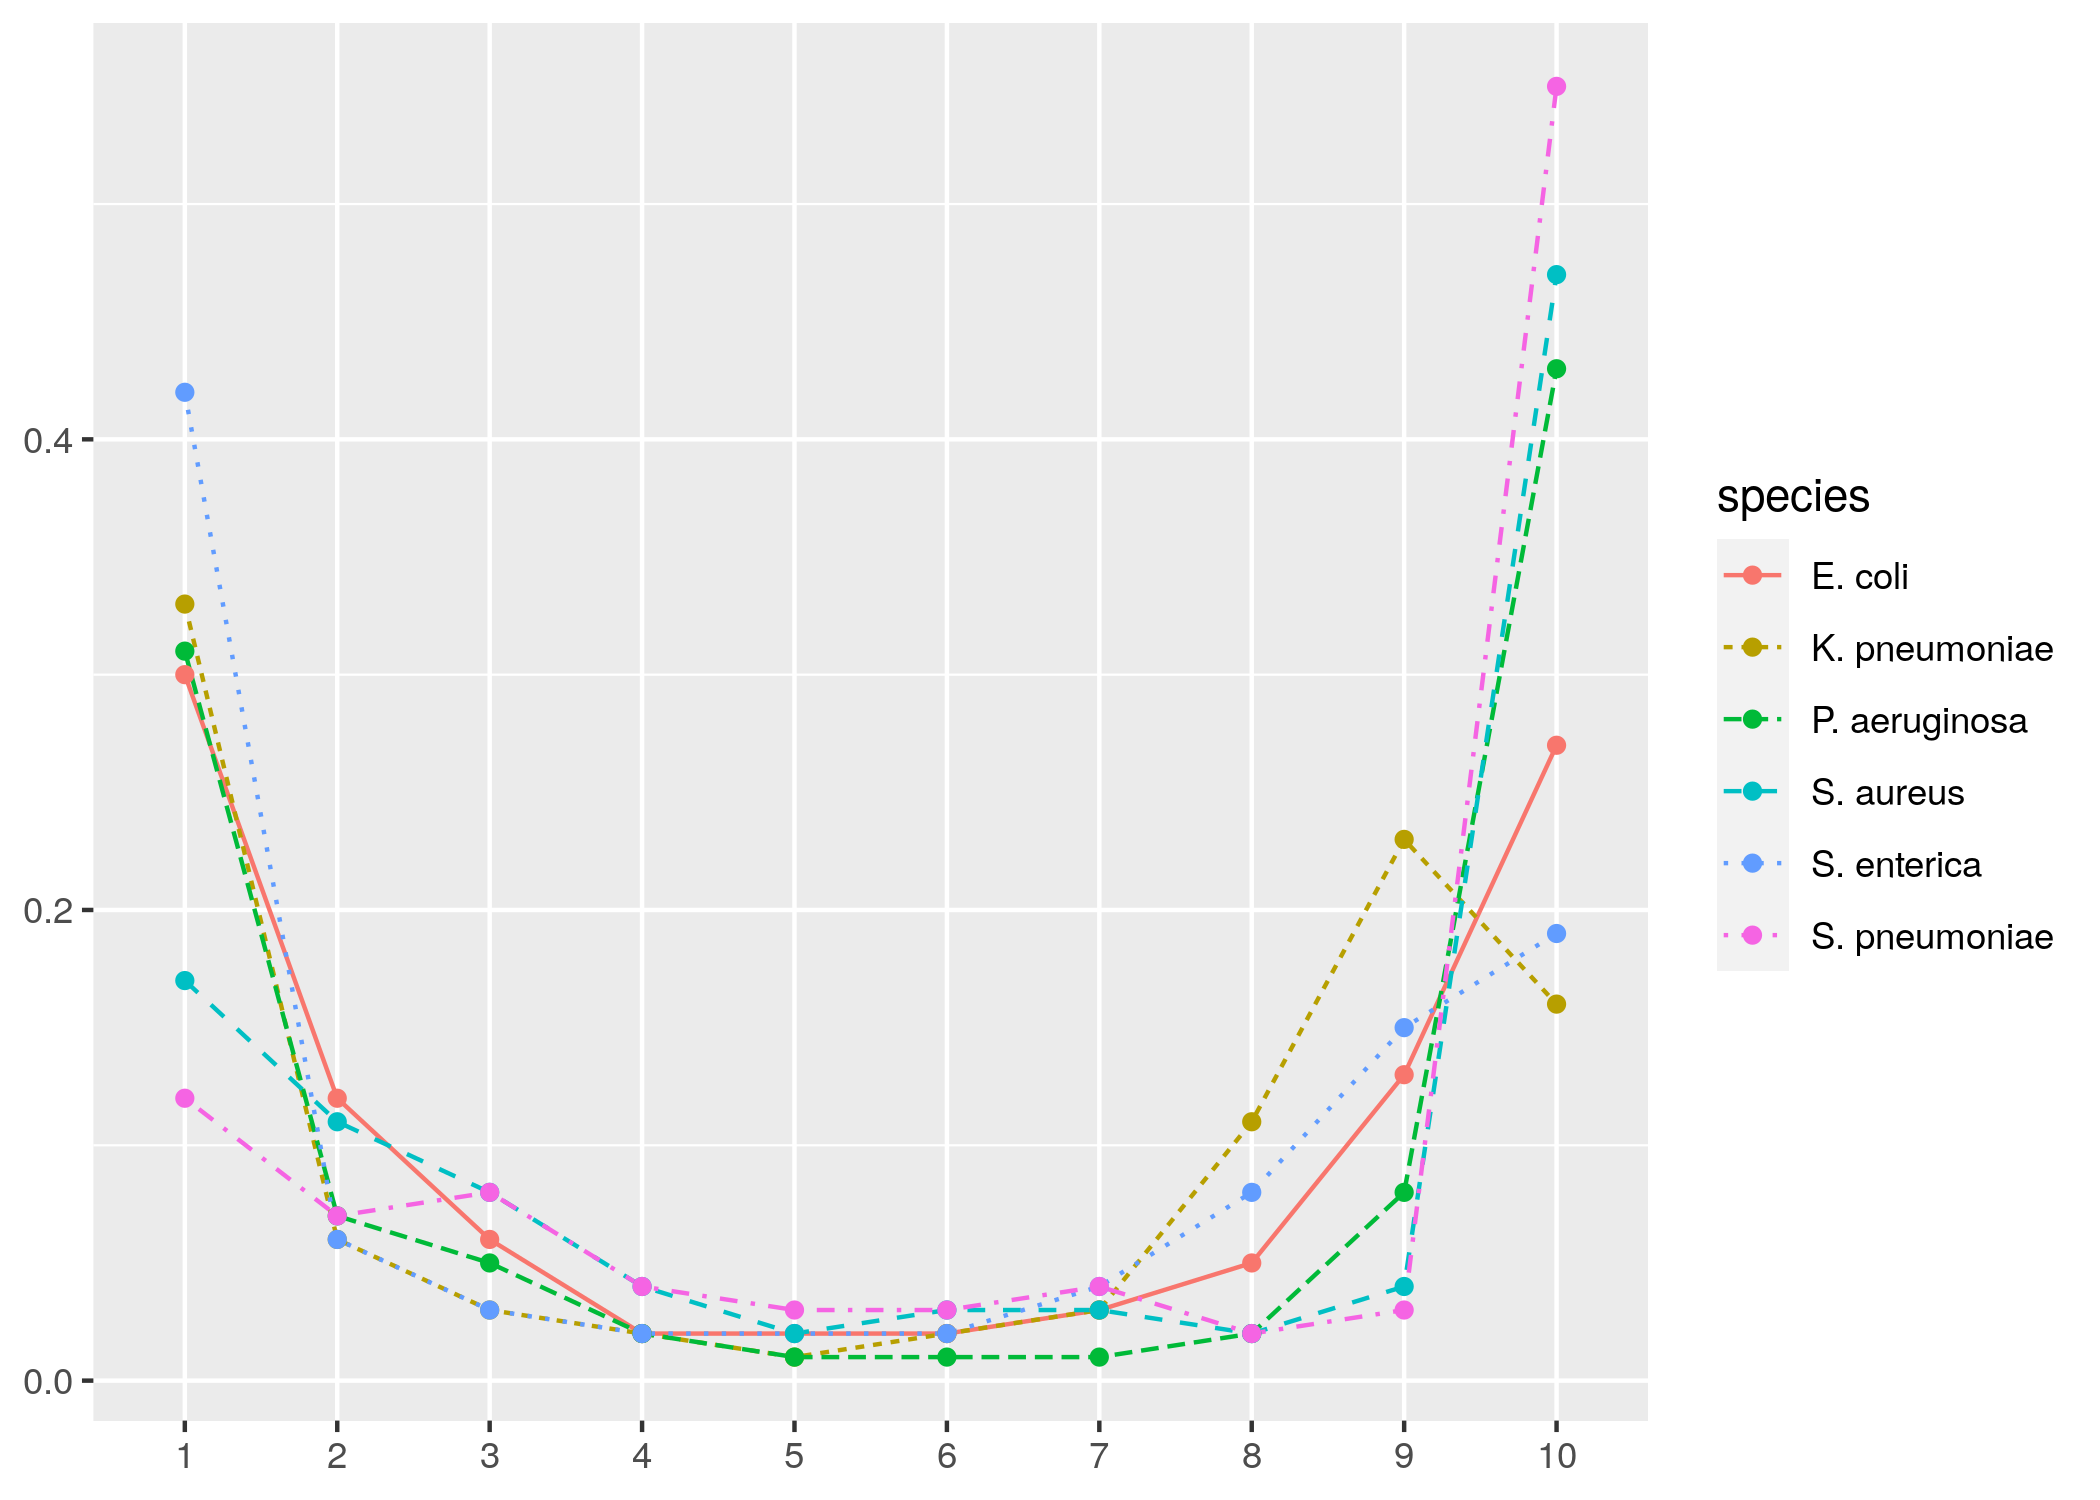 0.4
0.2
0.0
1 2 3 4 5 6 7 8 9 10
species
E. coli
K. pneumoniae
P. aeruginosa
S. aureus
S. enterica
S. pneumoniae